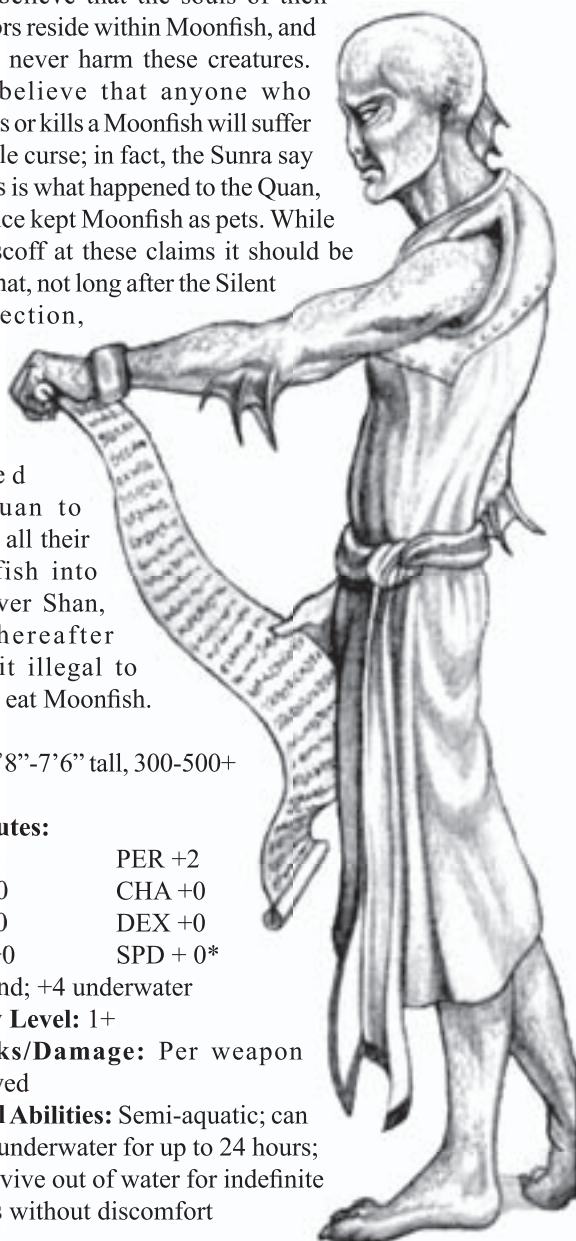 believe that the souls of their
ors reside within Moonfish, and
never harm these creatures.
believe that anyone who
s or kills a Moonfish will suffer
le curse; in fact, the Sunra say
s is what happened to the Quan,
ce kept Moonfish as pets. While
scoff at these claims it should be
hat, not long after the Silent
ection,
ed
uan to
all their
fish into
ver Shan,
hereafter
it illegal to
eat Moonfish.
’8”-7’6” tall, 300-500+
utes:
PER +2
0 CHA +0
0 DEX +0
+0 SPD + 0*
nd; +4 underwater
y Level: 1+
ks/Damage: Per weapon
yed
l Abilities: Semi-aquatic; can
underwater for up to 24 hours;
vive out of water for indefinite
s without discomfort